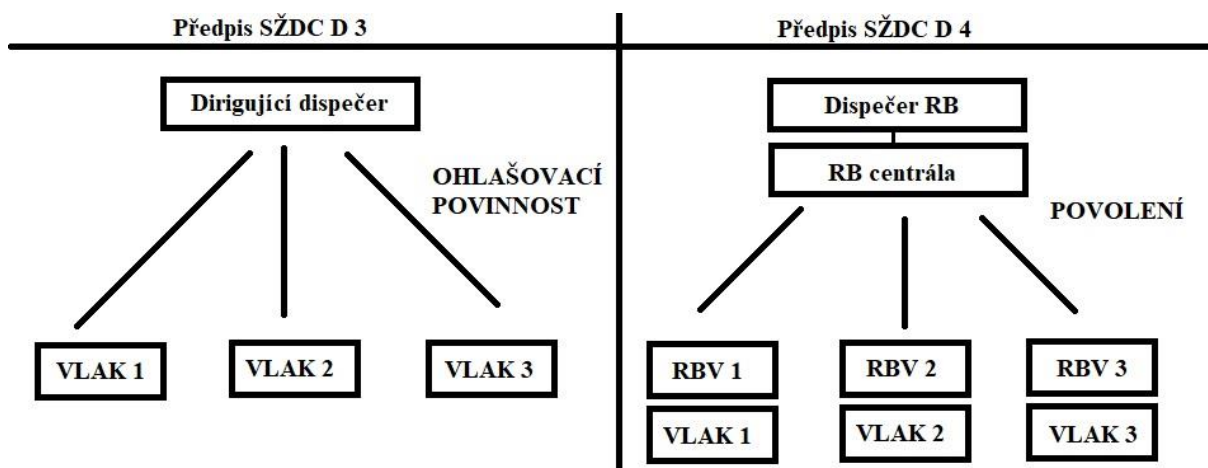 Předpis SŽDC D 3
Dirigující dispečer
OHLAŠOVACÍ
POVINNOST
VLAK 1
VLAK 2
VLAK 3
Předpis SŽDC D 4
Dispečer RB
RB centrála
POVOLENÍ
RBV 1
RBV 2
RBV 3
VLAK 1
VLAK 2
VLAK 3